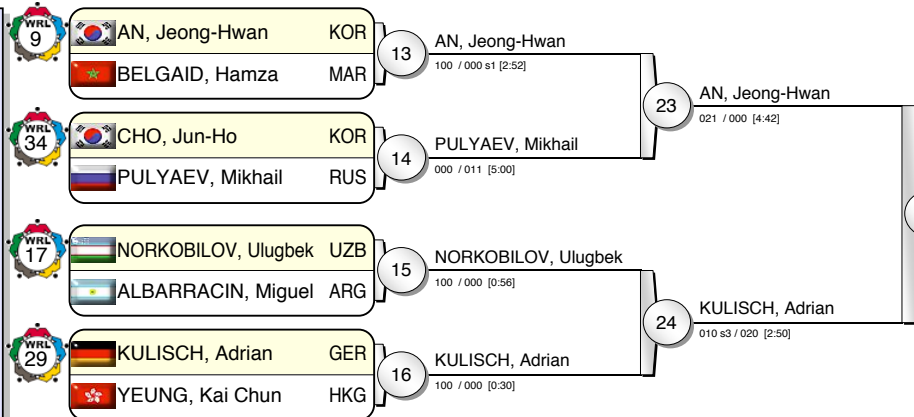 WRL
9
AN, Jeong-Hwan KOR
BELGAID, Hamza MAR
13
AN, Jeong-Hwan
100 / 000 s1 [2:52]
WRL
34
CHO, Jun-Ho KOR
PULYAEV, Mikhail RUS
14
PULYAEV, Mikhail
000 / 011 [5:00]
23
AN, Jeong-Hwan
021 / 000 [4:42]
WRL
17
NORKOBILOV, Ulugbek UZB
ALBARRACIN, Miguel ARG
15
NORKOBILOV, Ulugbek
100 / 000 [0:56]
WRL
29
KULISCH, Adrian GER
YEUNG, Kai Chun HKG
16
KULISCH, Adrian
100 / 000 [0:30]
24
KULISCH, Adrian
010 s3 / 020 [2:50]